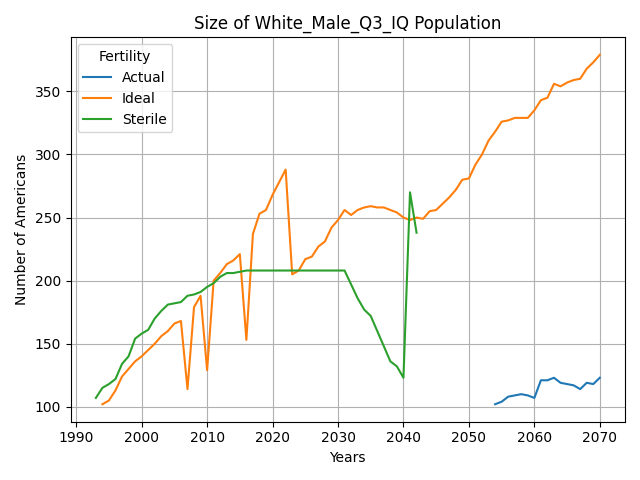 Size of White_Male_Q3_IQ Population
Fertility
Actual
Ideal
Sterile
Number of Americans
350
300
250
200
150
100
1990 2000 2010 2020 2030 2040 2050 2060 2070
Years